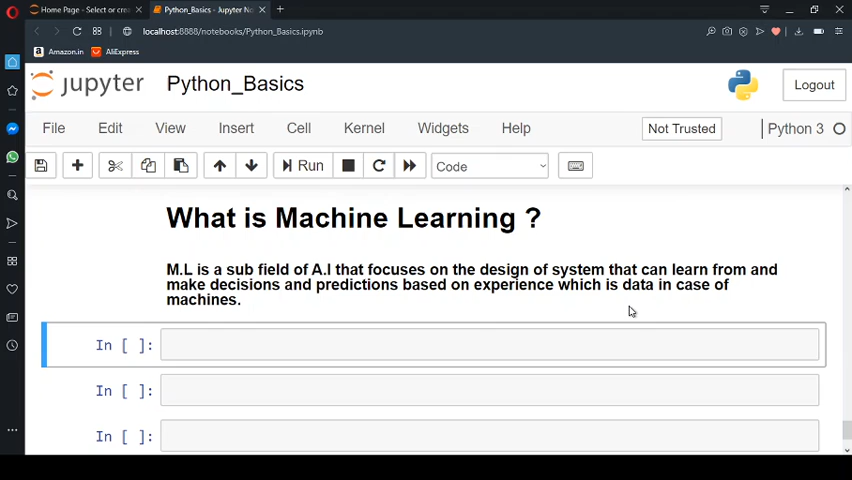 Home Page - Select or crea
Python_Basics - Jupyter No
localhost:8888/notebooks/Python_Basics.ipynb
Amazon.in AliExpress
jupyter Python_Basics Logout
File Edit View Insert Cell Kernel Widgets Help Not Trusted Python 3
Run Code
What is Machine Learning ?
M.L is a sub field of A.I that focuses on the design of system that can learn from and
make decisions and predictions based on experience which is data in case of
machines.
In [ ]:
In [ ]:
In [ ]: